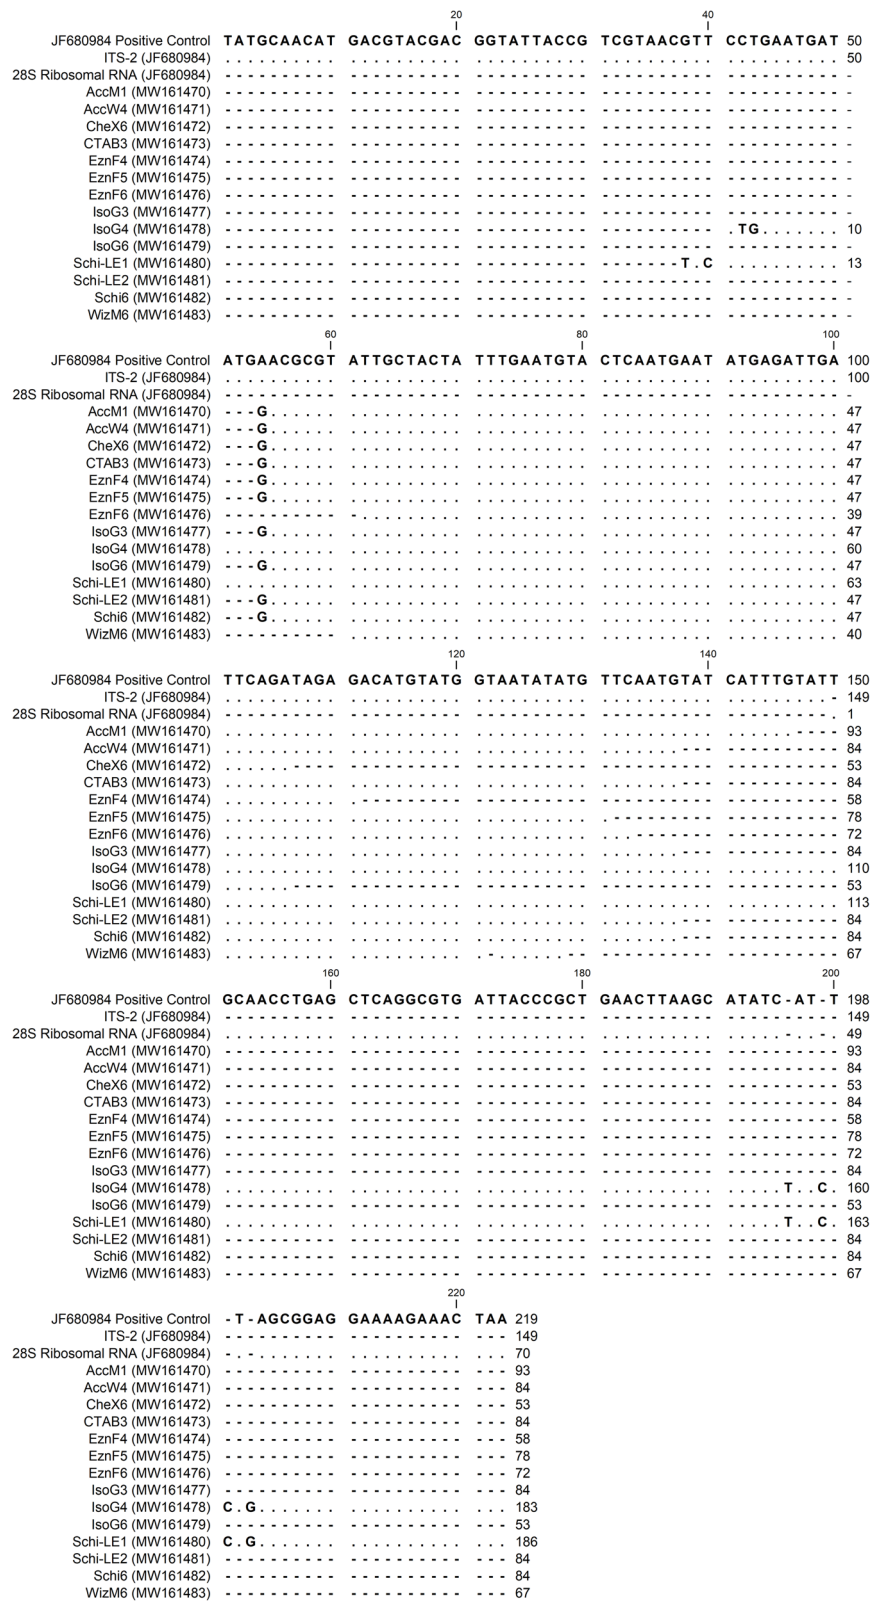 20 40
JF680984 Positive Control TATGCAACAT GACGTACGAC GGTATTACCG TCGTAACGTT CCTGAATGAT 50
ITS-2 (JF680984) .......... .......... .......... .......... .......... 50
28S Ribosomal RNA (JF680984) ---------- ---------- ---------- ---------- ---------- -
AccM1 (MW161470) ---------- ---------- ---------- ---------- ---------- -
AccW4 (MW161471) ---------- ---------- ---------- ---------- ---------- -
CheX6 (MW161472) ---------- ---------- ---------- ---------- ---------- -
CTAB3 (MW161473) ---------- ---------- ---------- ---------- ---------- -
EznF4 (MW161474) ---------- ---------- ---------- ---------- ---------- -
EznF5 (MW161475) ---------- ---------- ---------- ---------- ---------- -
EznF6 (MW161476) ---------- ---------- ---------- ---------- ---------- -
IsoG3 (MW161477) ---------- ---------- ---------- ---------- ---------- -
IsoG4 (MW161478) ---------- ---------- ---------- ---------- .TG....... 10
IsoG6 (MW161479) ---------- ---------- ---------- ---------- ---------- -
Schi-LE1 (MW161480) ---------- ---------- ---------- -------T.C .......... 13
Schi-LE2 (MW161481) ---------- ---------- ---------- ---------- ---------- -
Schi6 (MW161482) ---------- ---------- ---------- ---------- ---------- -
WizM6 (MW161483) ---------- ---------- ---------- ---------- ---------- -
60 80 100
JF680984 Positive Control ATGAACGCGT ATTGCTACTA TTTGAATGTA CTCAATGAAT ATGAGATTGA 100
ITS-2 (JF680984) .......... .......... .......... .......... .......... 100
28S Ribosomal RNA (JF680984) ---------- ---------- ---------- ---------- ---------- -
AccM1 (MW161470) ---G...... .......... .......... .......... .......... 47
AccW4 (MW161471) ---G...... .......... .......... .......... .......... 47
CheX6 (MW161472) ---G...... .......... .......... .......... .......... 47
CTAB3 (MW161473) ---G...... .......... .......... .......... .......... 47
EznF4 (MW161474) ---G...... .......... .......... .......... .......... 47
EznF5 (MW161475) ---G...... .......... .......... .......... .......... 47
EznF6 (MW161476) ---------- -......... .......... .......... .......... 39
IsoG3 (MW161477) ---G...... .......... .......... .......... .......... 47
IsoG4 (MW161478) .......... .......... .......... .......... .......... 60
IsoG6 (MW161479) ---G...... .......... .......... .......... .......... 47
Schi-LE1 (MW161480) .......... .......... .......... .......... .......... 63
Schi-LE2 (MW161481) ---G...... .......... .......... .......... .......... 47
Schi6 (MW161482) ---G...... .......... .......... .......... .......... 47
WizM6 (MW161483) ---------- .......... .......... .......... .......... 40
120 140
JF680984 Positive Control TTCAGATAGA GACATGTATG GTAATATATG TTCAATGTAT CATTTGTATT 150
ITS-2 (JF680984) .......... .......... .......... .......... .........- 149
28S Ribosomal RNA (JF680984) ---------- ---------- ---------- ---------- ---------. 1
AccM1 (MW161470) .......... .......... .......... .......... ......---- 93
AccW4 (MW161471) .......... .......... .......... .......--- ---------- 84
CheX6 (MW161472) ......---- ---------- ---------- ---------- ---------- 53
CTAB3 (MW161473) .......... .......... .......... .......--- ---------- 84
EznF4 (MW161474) .......... .--------- ---------- ---------- ---------- 58
EznF5 (MW161475) .......... .......... .......... .--------- ---------- 78
EznF6 (MW161476) .......... .......... .......... ...------- ---------- 72
IsoG3 (MW161477) .......... .......... .......... .......--- ---------- 84
IsoG4 (MW161478) .......... .......... .......... .......... .......... 110
IsoG6 (MW161479) ......---- ---------- ---------- ---------- ---------- 53
Schi-LE1 (MW161480) .......... .......... .......... .......... .......... 113
Schi-LE2 (MW161481) .......... .......... .......... .......--- ---------- 84
Schi6 (MW161482) .......... .......... .......... .......--- ---------- 84
WizM6 (MW161483) .......... .......... .-......-- ---------- ---------- 67
160 180 200
JF680984 Positive Control GCAACCTGAG CTCAGGCGTG ATTACCCGCT GAACTTAAGC ATATC-AT-T 198
ITS-2 (JF680984) ---------- ---------- ---------- ---------- ---------- 149
28S Ribosomal RNA (JF680984) .......... .......... .......... .......... .....-..-. 49
AccM1 (MW161470) ---------- ---------- ---------- ---------- ---------- 93
AccW4 (MW161471) ---------- ---------- ---------- ---------- ---------- 84
CheX6 (MW161472) ---------- ---------- ---------- ---------- ---------- 53
CTAB3 (MW161473) ---------- ---------- ---------- ---------- ---------- 84
EznF4 (MW161474) ---------- ---------- ---------- ---------- ---------- 58
EznF5 (MW161475) ---------- ---------- ---------- ---------- ---------- 78
EznF6 (MW161476) ---------- ---------- ---------- ---------- ---------- 72
IsoG3 (MW161477) ---------- ---------- ---------- ---------- ---------- 84
IsoG4 (MW161478) .......... .......... .......... .......... .....T..C. 160
IsoG6 (MW161479) ---------- ---------- ---------- ---------- ---------- 53
Schi-LE1 (MW161480) .......... .......... .......... .......... .....T..C. 163
Schi-LE2 (MW161481) ---------- ---------- ---------- ---------- ---------- 84
Schi6 (MW161482) ---------- ---------- ---------- ---------- ---------- 84
WizM6 (MW161483) ---------- ---------- ---------- ---------- ---------- 67
220
JF680984 Positive Control -T-AGCGGAG GAAAAGAAAC TAA 219
ITS-2 (JF680984) ---------- ---------- --- 149
28S Ribosomal RNA (JF680984) -.-....... .......... ... 70
AccM1 (MW161470) ---------- ---------- --- 93
AccW4 (MW161471) ---------- ---------- --- 84
CheX6 (MW161472) ---------- ---------- --- 53
CTAB3 (MW161473) ---------- ---------- --- 84
EznF4 (MW161474) ---------- ---------- --- 58
EznF5 (MW161475) ---------- ---------- --- 78
EznF6 (MW161476) ---------- ---------- --- 72
IsoG3 (MW161477) ---------- ---------- --- 84
IsoG4 (MW161478) C.G....... .......... ... 183
IsoG6 (MW161479) ---------- ---------- --- 53
Schi-LE1 (MW161480) C.G....... .......... ... 186
Schi-LE2 (MW161481) ---------- ---------- --- 84
Schi6 (MW161482) ---------- ---------- --- 84
WizM6 (MW161483) ---------- ---------- --- 67